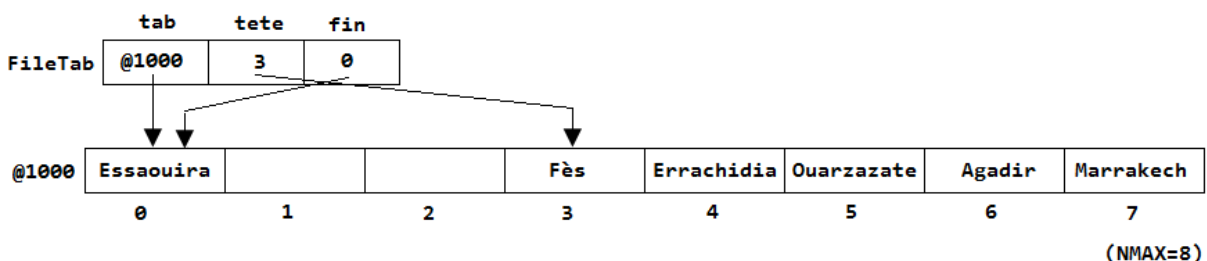 tab tete fin
FileTab @1000 3 0
@1000 Essaouira Fès Errachidia Ouarzazate Agadir Marrakech
0 1 2 3 4 5 6 7
(NMAX=8)